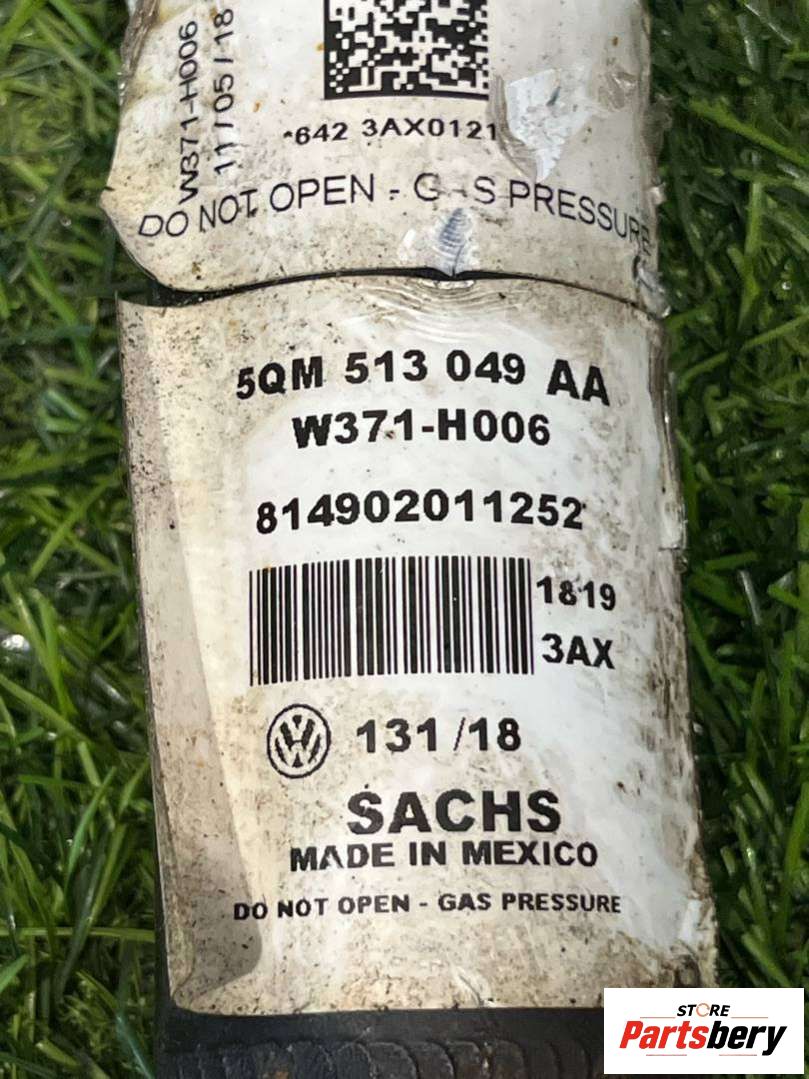 W371-H006
11/05/18
*642 3AX0121
DO NOT OPEN - GAS PRESSURE
5QM 513 049 AA
W371-H006
814902011252
1819
3AX
131/18
SACHS
MADE IN MEXICO
DO NOT OPEN - GAS PRESSURE
STORE
Partsbery